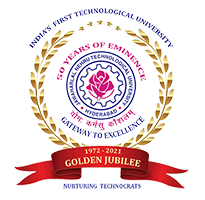 INDIA'S FIRST TECHNOLOGICAL UNIVERSITY
50 YEARS OF EMINENCE
JAWAHARLAL NEHRU TECHNOLOGICAL UNIVERSITY
HYDERABAD
योगः कर्मसु कौशलम्
GATEWAY TO EXCELLENCE
1972 - 2021
GOLDEN JUBILEE
NURTURING TECHNOCRATS